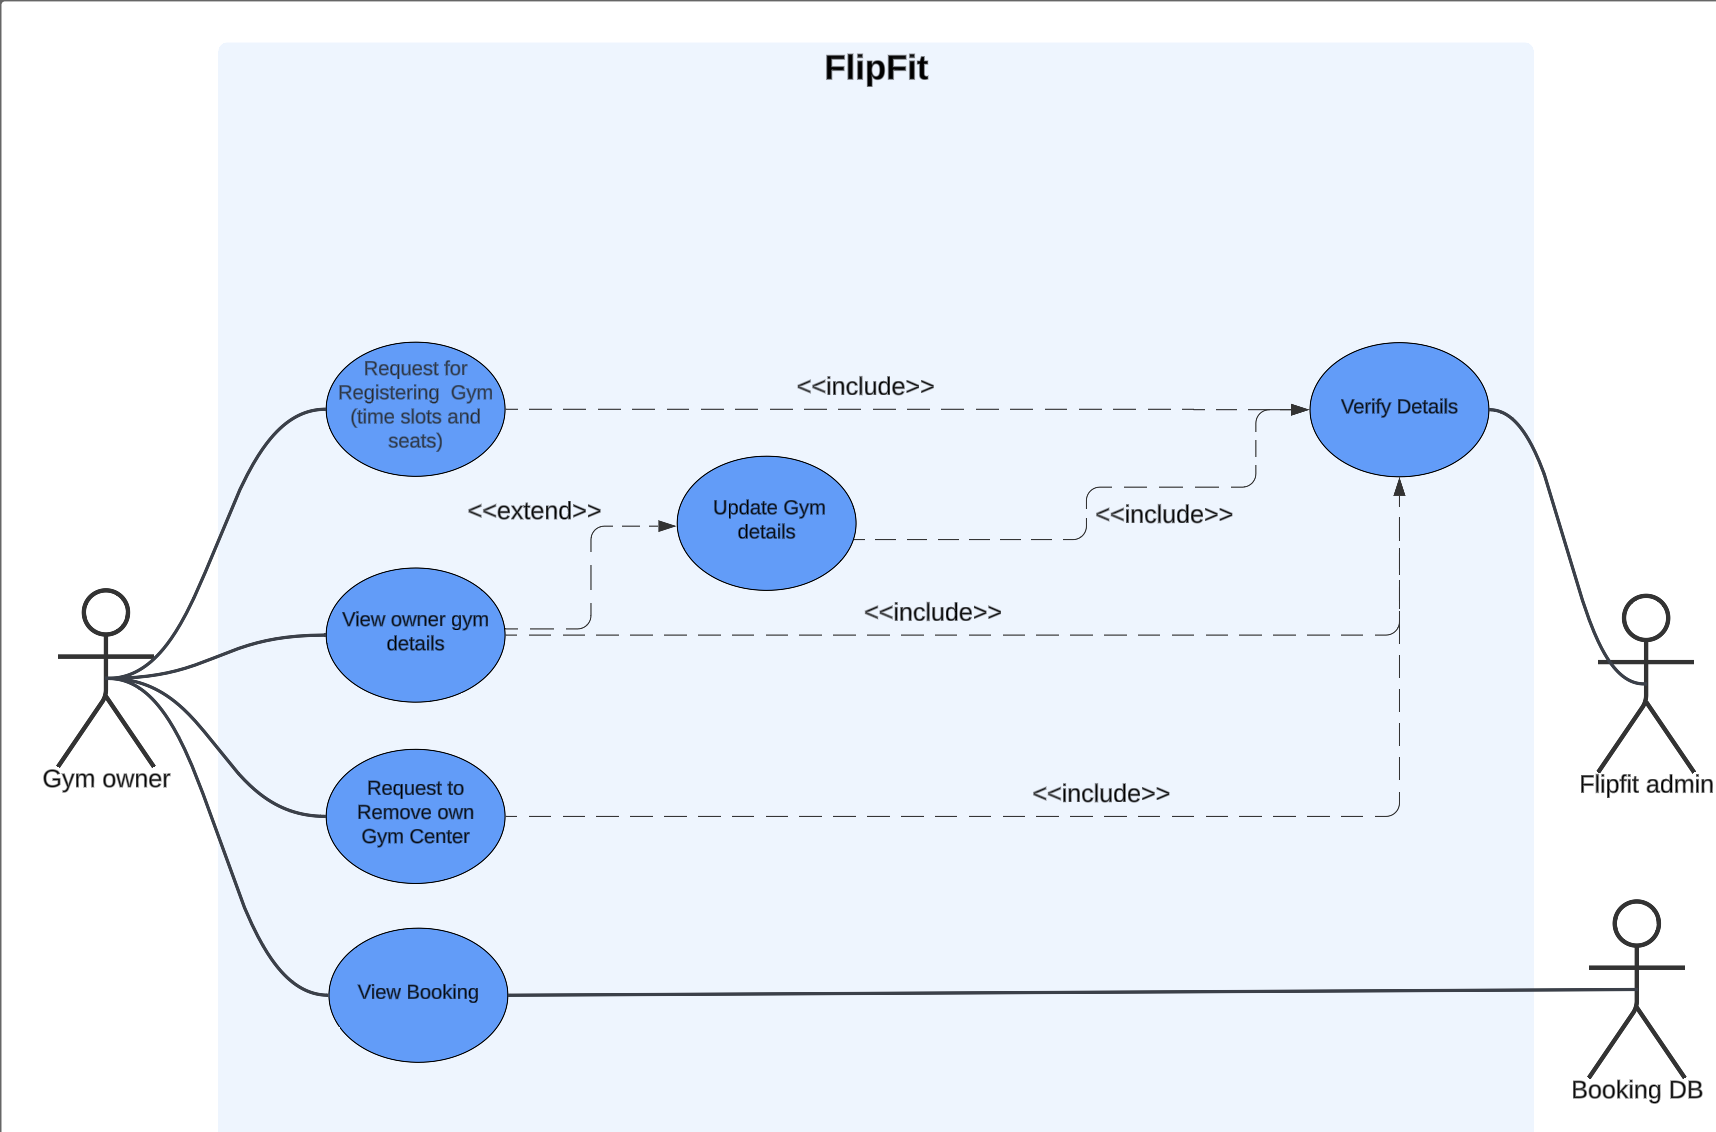 FlipFit
Request for
Registering  Gym
(time slots and
seats)
<<include>>
Verify Details
<<extend>>
Update Gym
details
<<include>>
View owner gym
details
<<include>>
Gym owner
Request to
Remove own
Gym Center
<<include>>
Flipfit admin
View Booking
Booking DB